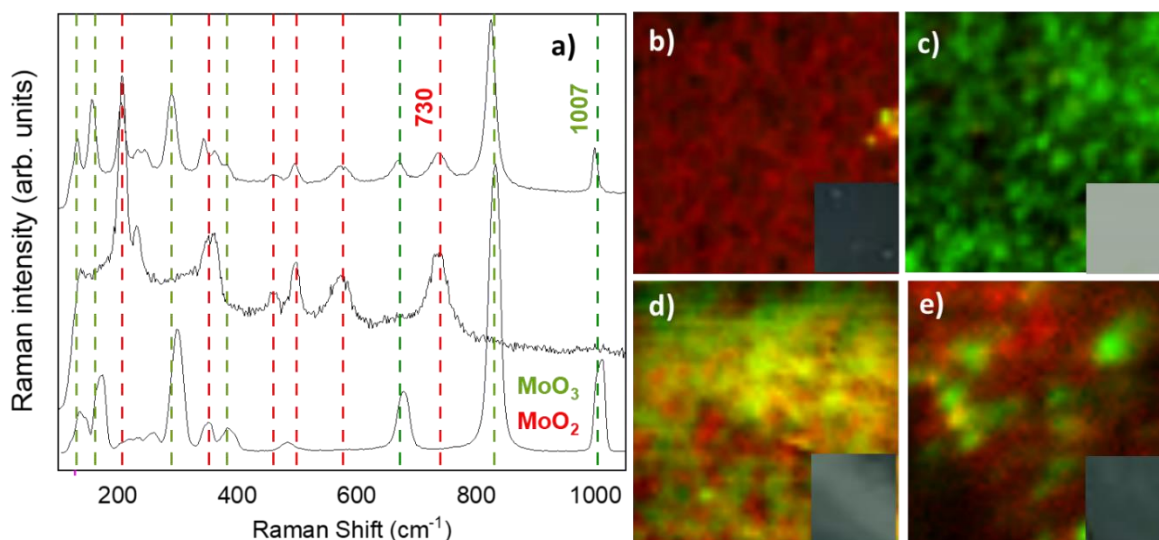 a)
730
1007
MoO₃
MoO₂
Raman intensity (arb. units)
200
400
600
800
1000
Raman Shift (cm⁻¹)
b)
c)
d)
e)